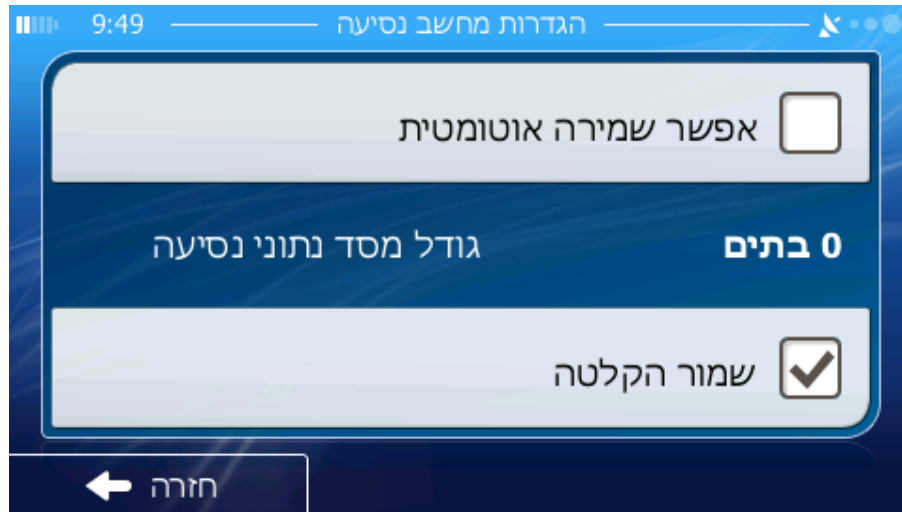 הגדרות מחשב נסיעה 9:49
אפשר שמירה אוטומטית
0 בתים גודל מסד נתוני נסיעה
שמור הקלטה
חזרה